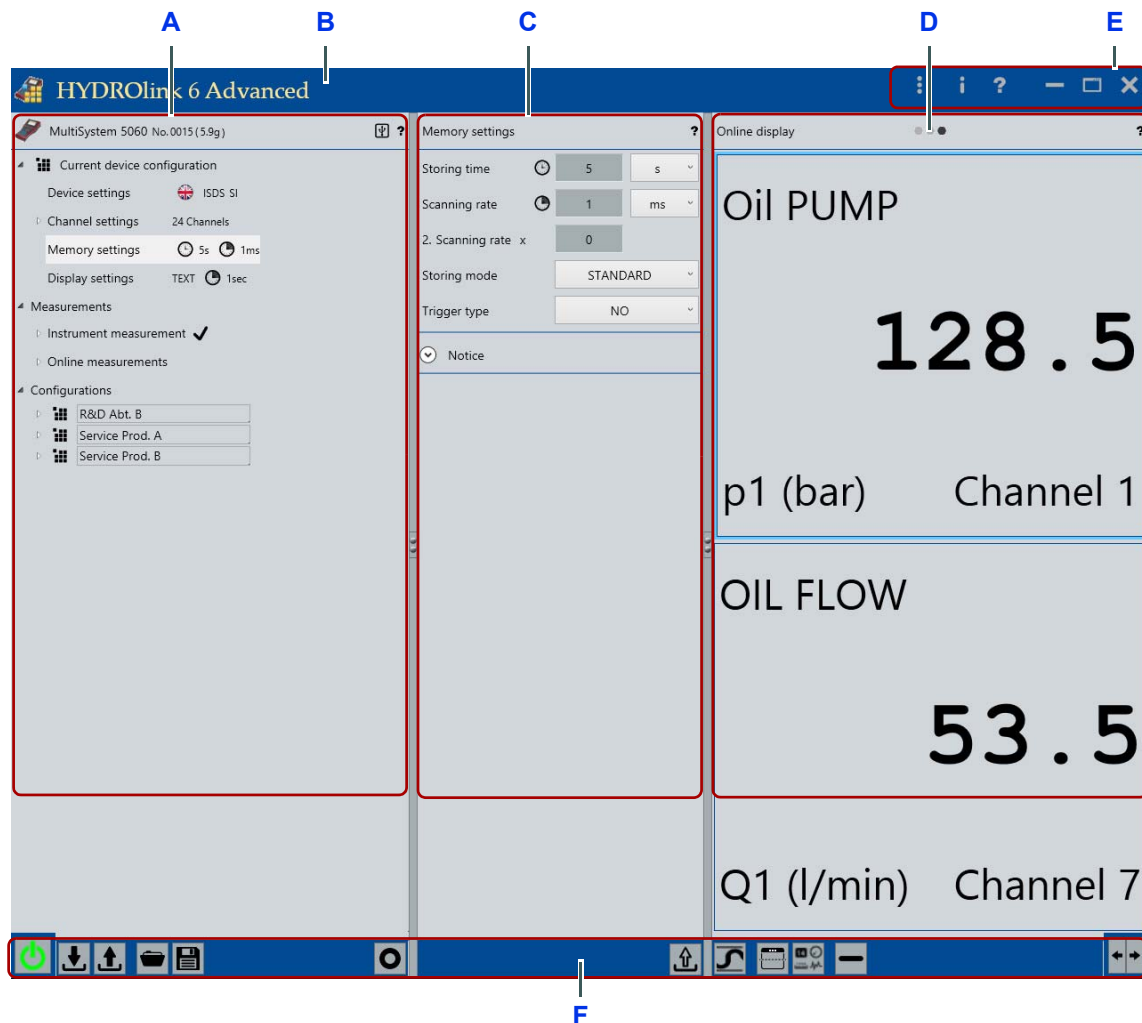 A B C D E
HYDROlink 6 Advanced
i ?
MultiSystem 5060 No.0015 (5.9g) ?
Current device configuration
Device settings ISDS SI
Channel settings 24 Channels
Memory settings 5s 1ms
Display settings TEXT 1sec
Measurements
Instrument measurement
Online measurements
Configurations
R&D Abt. B
Service Prod. A
Service Prod. B
Memory settings ?
Storing time 5 s
Scanning rate 1 ms
2. Scanning rate x 0
Storing mode STANDARD
Trigger type NO
Notice
Online display ?
Oil PUMP
128.5
p1 (bar) Channel 1
OIL FLOW
53.5
Q1 (l/min) Channel 7
F